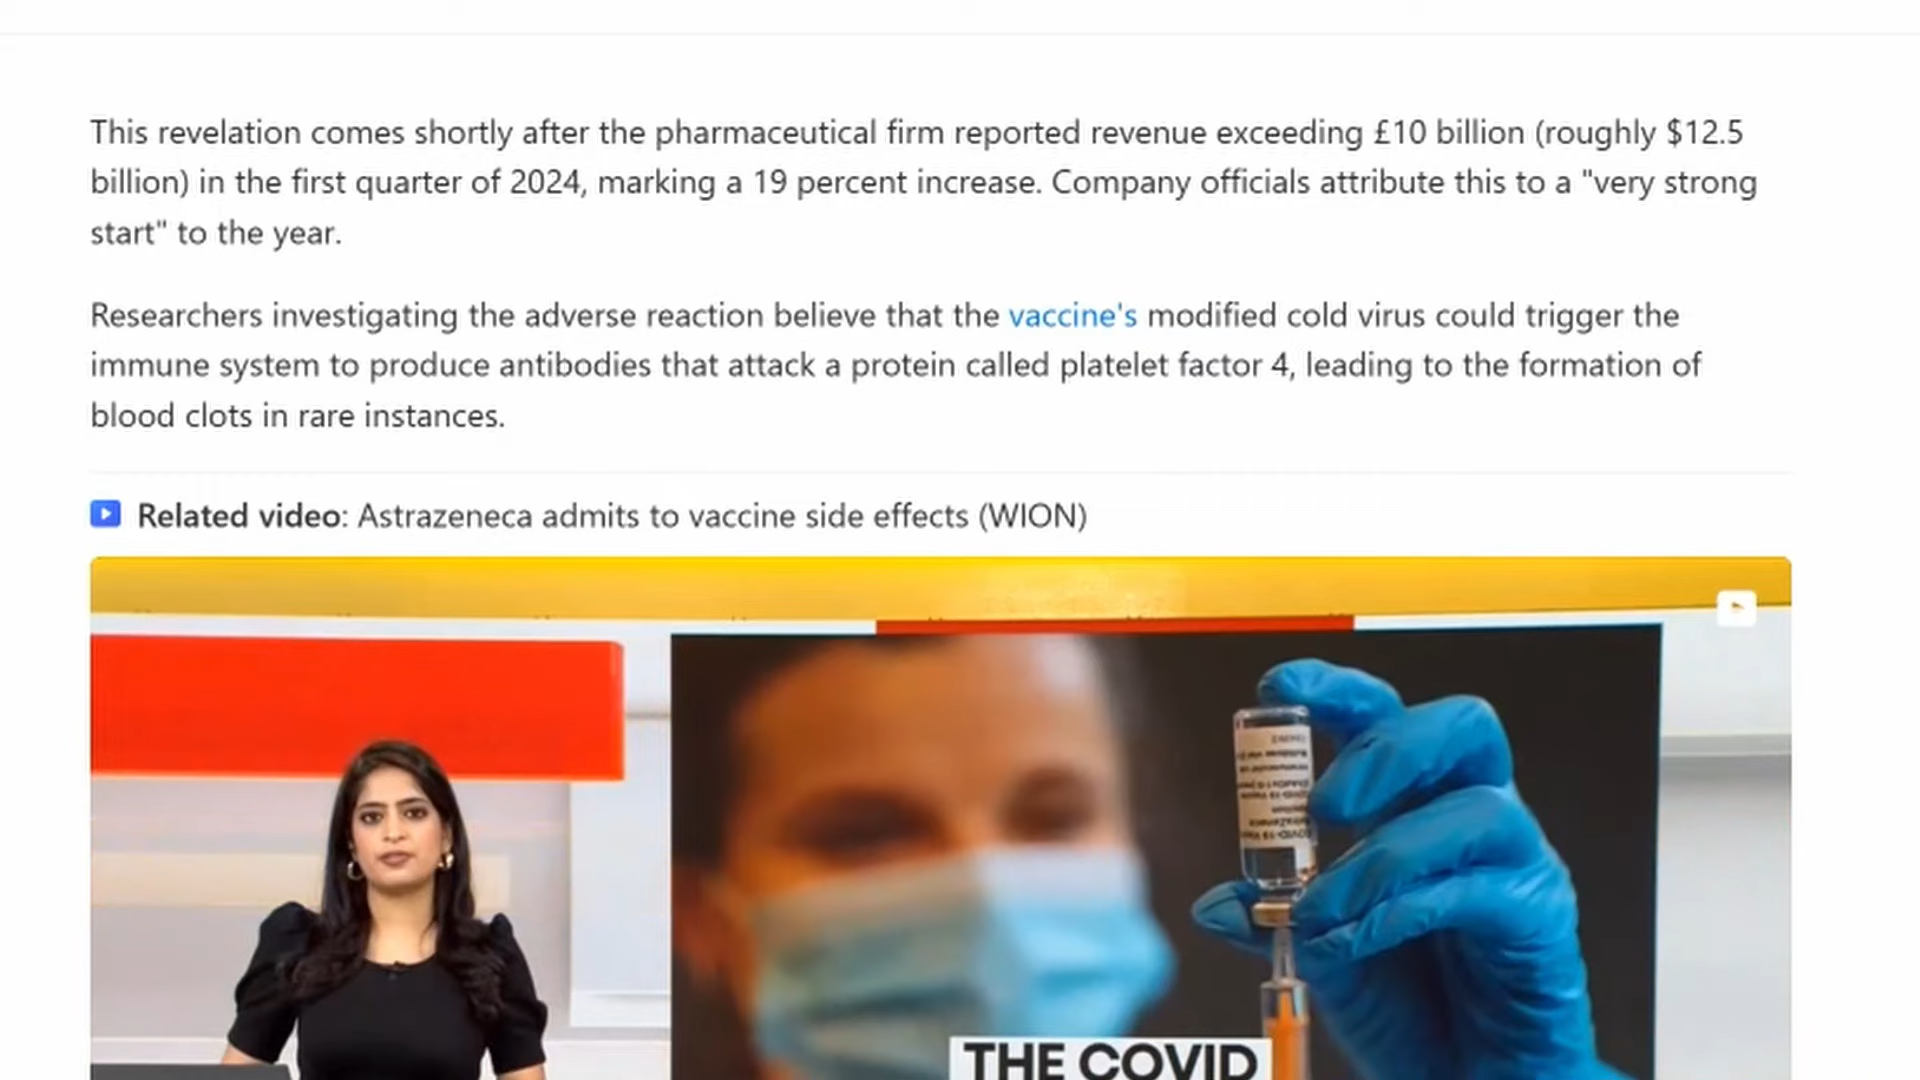 This revelation comes shortly after the pharmaceutical firm reported revenue exceeding £10 billion (roughly $12.5
billion) in the first quarter of 2024, marking a 19 percent increase. Company officials attribute this to a "very strong
start" to the year.
Researchers investigating the adverse reaction believe that the vaccine's modified cold virus could trigger the
immune system to produce antibodies that attack a protein called platelet factor 4, leading to the formation of
blood clots in rare instances.
Related video: Astrazeneca admits to vaccine side effects (WION)
THE COVID